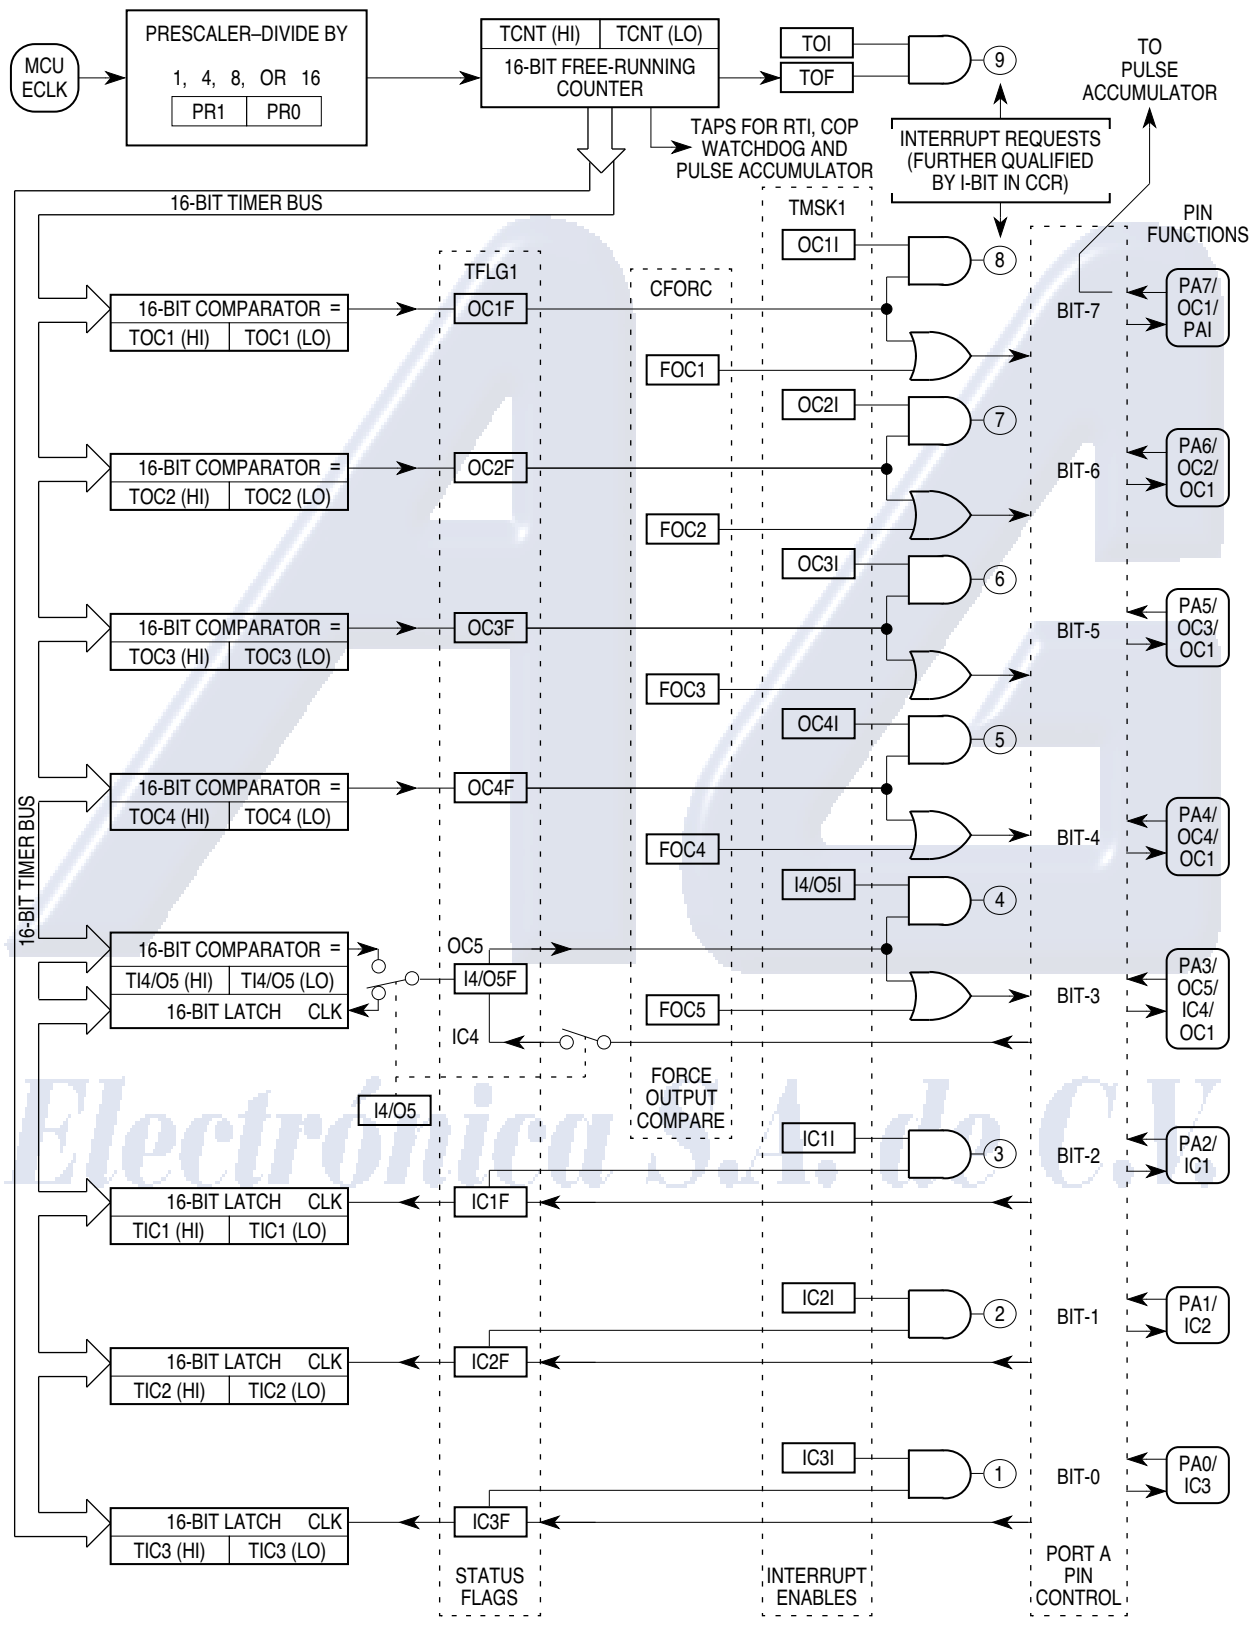 MCU
ECLK
PRESCALER–DIVIDE BY
1, 4, 8, OR 16
PR1 PR0
TCNT (HI) TCNT (LO)
16-BIT FREE-RUNNING
COUNTER
TOI
TOF
9
TO
PULSE
ACCUMULATOR
TAPS FOR RTI, COP
WATCHDOG AND
PULSE ACCUMULATOR
INTERRUPT REQUESTS
(FURTHER QUALIFIED
BY I-BIT IN CCR)
16-BIT TIMER BUS
TMSK1
PIN
FUNCTIONS
OC1I
8
TFLG1
CFORC
16-BIT COMPARATOR =
TOC1 (HI) TOC1 (LO)
OC1F
BIT-7
PA7/
OC1/
PAI
FOC1
OC2I
7
16-BIT COMPARATOR =
TOC2 (HI) TOC2 (LO)
OC2F
BIT-6
PA6/
OC2/
OC1
FOC2
OC3I
6
16-BIT COMPARATOR =
TOC3 (HI) TOC3 (LO)
OC3F
BIT-5
PA5/
OC3/
OC1
FOC3
OC4I
5
16-BIT COMPARATOR =
TOC4 (HI) TOC4 (LO)
OC4F
BIT-4
PA4/
OC4/
OC1
FOC4
I4/O5I
4
16-BIT TIMER BUS
16-BIT COMPARATOR =
TI4/O5 (HI) TI4/O5 (LO)
16-BIT LATCH CLK
OC5
I4/O5F
IC4
FOC5
BIT-3
PA3/
OC5/
IC4/
OC1
I4/O5
FORCE
OUTPUT
COMPARE
Electrónica S.A. de C.V.
IC1I
3
BIT-2
PA2/
IC1
16-BIT LATCH CLK
TIC1 (HI) TIC1 (LO)
IC1F
IC2I
2
BIT-1
PA1/
IC2
16-BIT LATCH CLK
TIC2 (HI) TIC2 (LO)
IC2F
IC3I
1
BIT-0
PA0/
IC3
16-BIT LATCH CLK
TIC3 (HI) TIC3 (LO)
IC3F
STATUS
FLAGS
INTERRUPT
ENABLES
PORT A
PIN
CONTROL